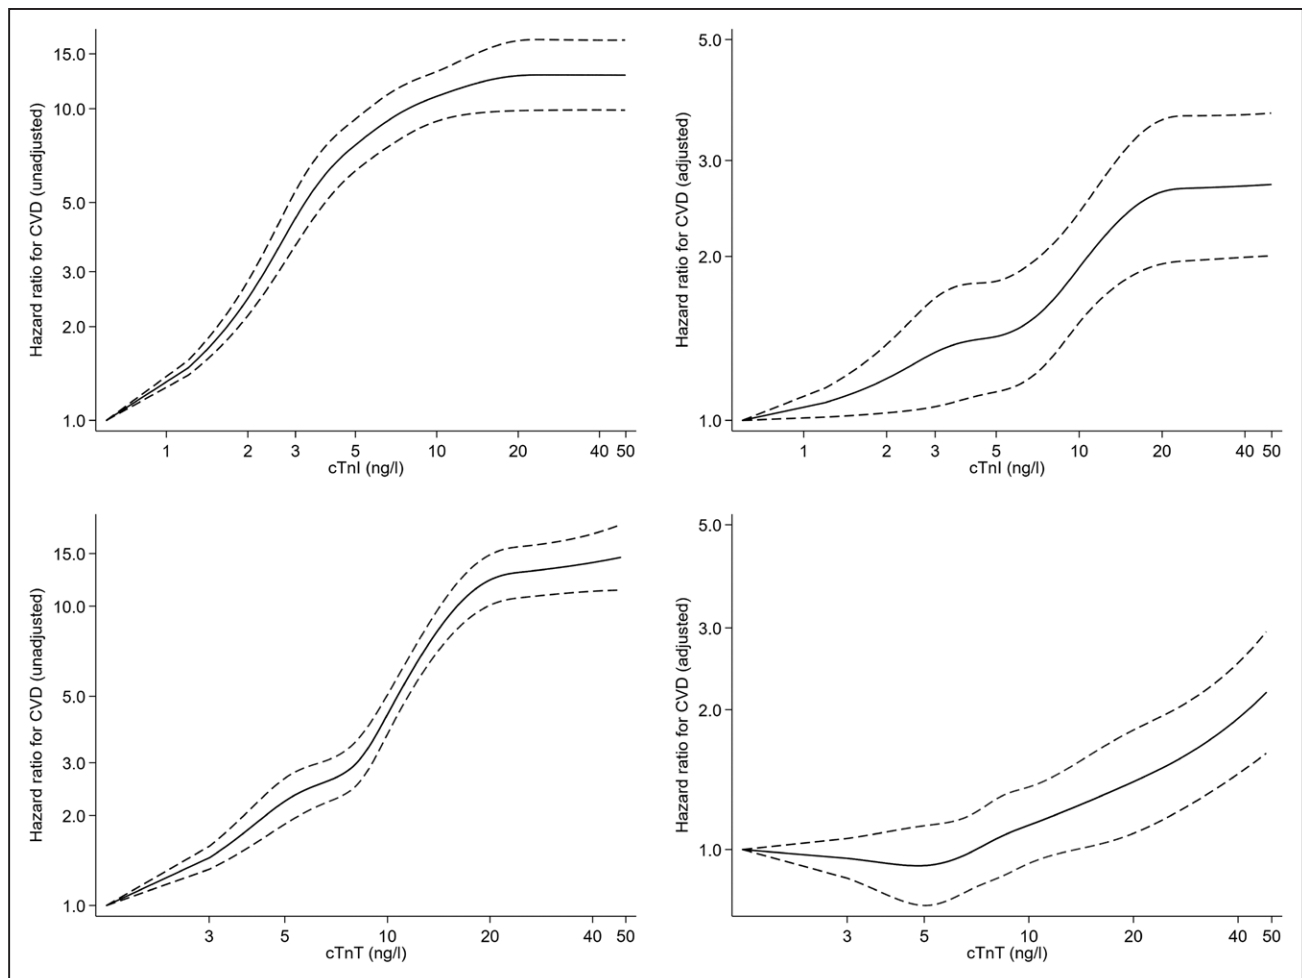 Hazard ratio for CVD (unadjusted)
15.0
10.0
5.0
3.0
2.0
1.0
1 2 3 5 10 20 40 50
cTnI (ng/l)
Hazard ratio for CVD (adjusted)
5.0
3.0
2.0
1.0
1 2 3 5 10 20 40 50
cTnI (ng/l)
Hazard ratio for CVD (unadjusted)
15.0
10.0
5.0
3.0
2.0
1.0
3 5 10 20 40 50
cTnT (ng/l)
Hazard ratio for CVD (adjusted)
5.0
3.0
2.0
1.0
3 5 10 20 40 50
cTnT (ng/l)